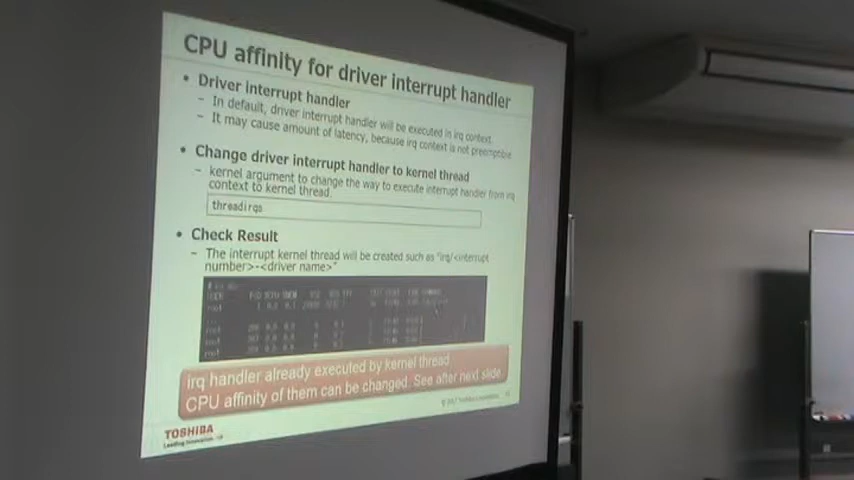 CPU affinity for driver interrupt handler
• Driver interrupt handler
– In default, driver interrupt handler will be executed in irq context.
– It may cause amount of latency, because irq context is not preemptible.
• Change driver interrupt handler to kernel thread
– kernel argument to change the way to execute interrupt handler from irq
context to kernel thread.
threadirqs
• Check Result
– The interrupt kernel thread will be created such as "irq/<interrupt
number>-<driver name>"
irq handler already executed by kernel thread.
CPU affinity of them can be changed. See after next slide.
TOSHIBA
Leading Innovation